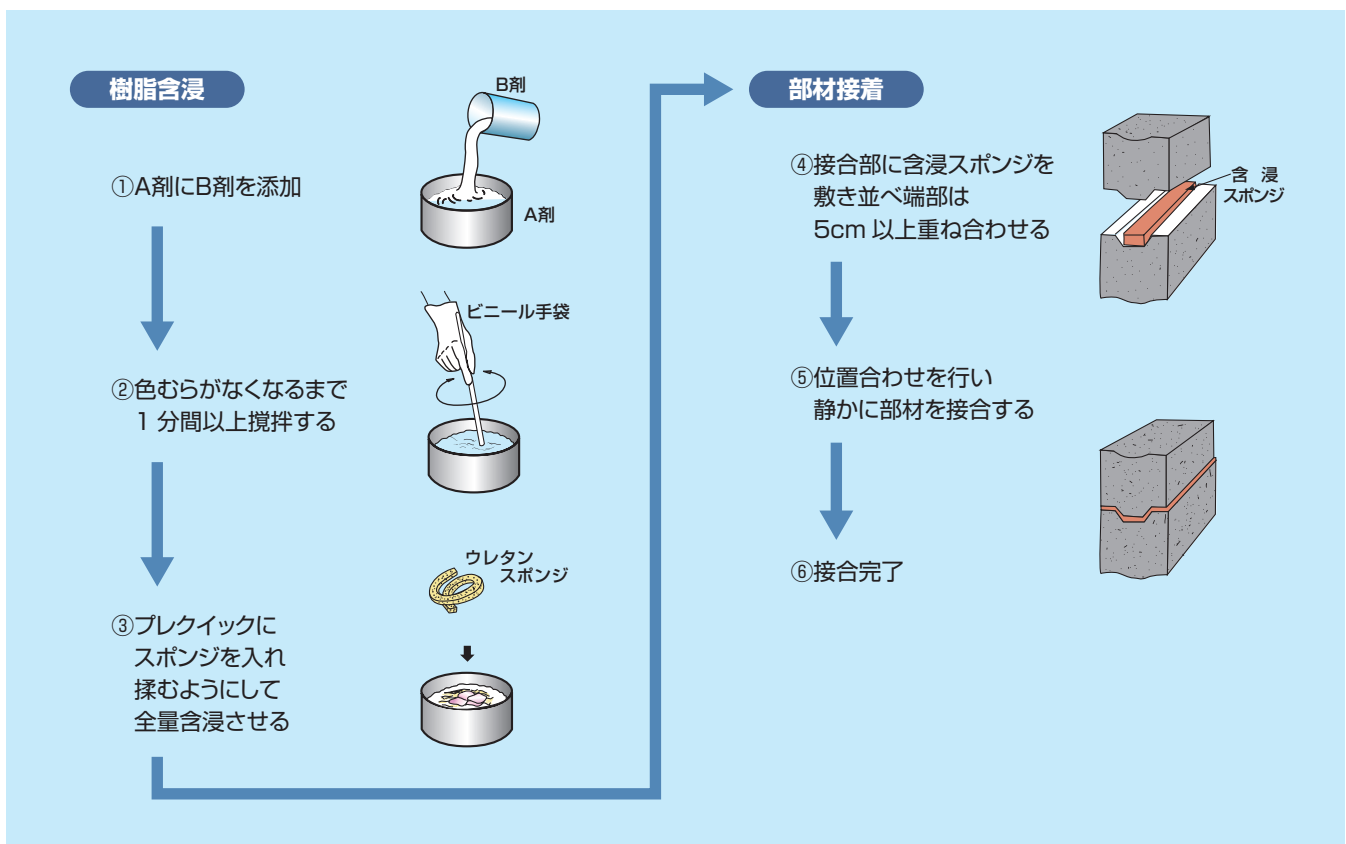 樹脂含浸
B剤
①A剤にB剤を添加
A剤
ビニール手袋
②色むらがなくなるまで
1 分間以上撹拌する
ウレタン
スポンジ
③プレクイックに
スポンジを入れ
揉むようにして
全量含浸させる
部材接着
④接合部に含浸スポンジを
敷き並べ端部は
5cm 以上重ね合わせる
含 浸
スポンジ
⑤位置合わせを行い
静かに部材を接合する
⑥接合完了